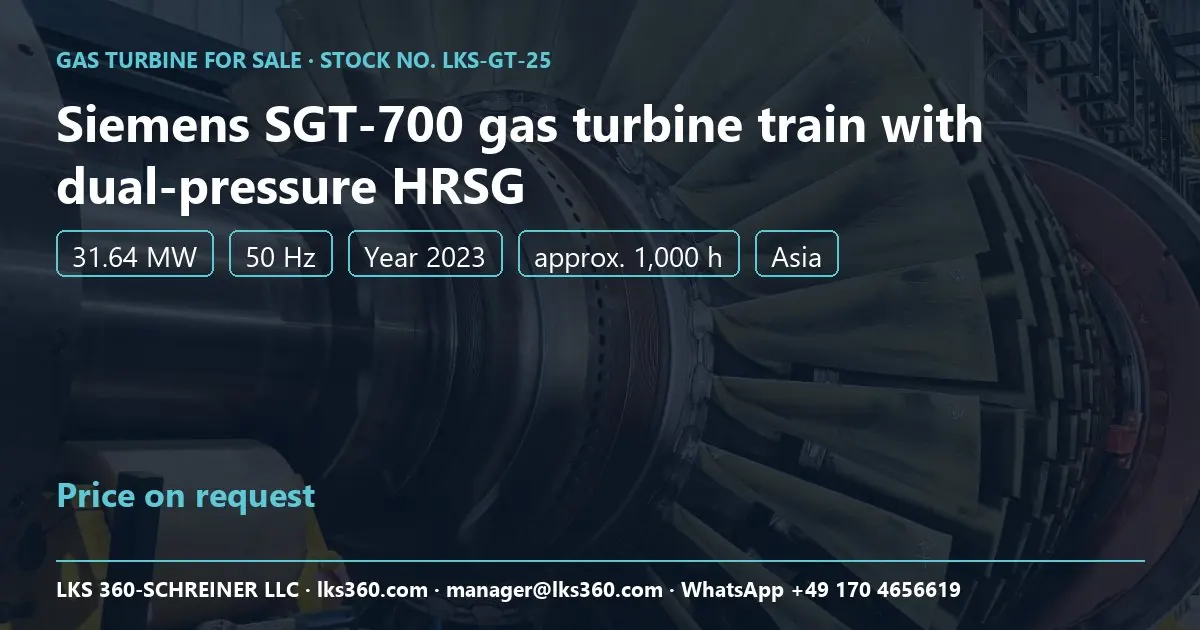 GAS TURBINE FOR SALE · STOCK NO. LKS-GT-25
Siemens SGT-700 gas turbine train with
dual-pressure HRSG
31.64 MW
50 Hz
Year 2023
approx. 1,000 h
Asia
Price on request
LKS 360-SCHREINER LLC · lks360.com · manager@lks360.com · WhatsApp +49 170 4656619